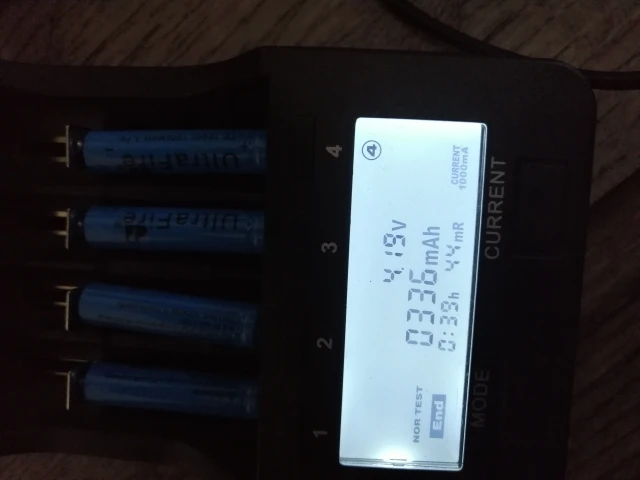 ④
4.19V
CURRENT
1000mA
0336mAh
0:39h 44mR
NOR TEST
End
1
2
3
4
MODE
CURRENT
UltraFire
UltraFire